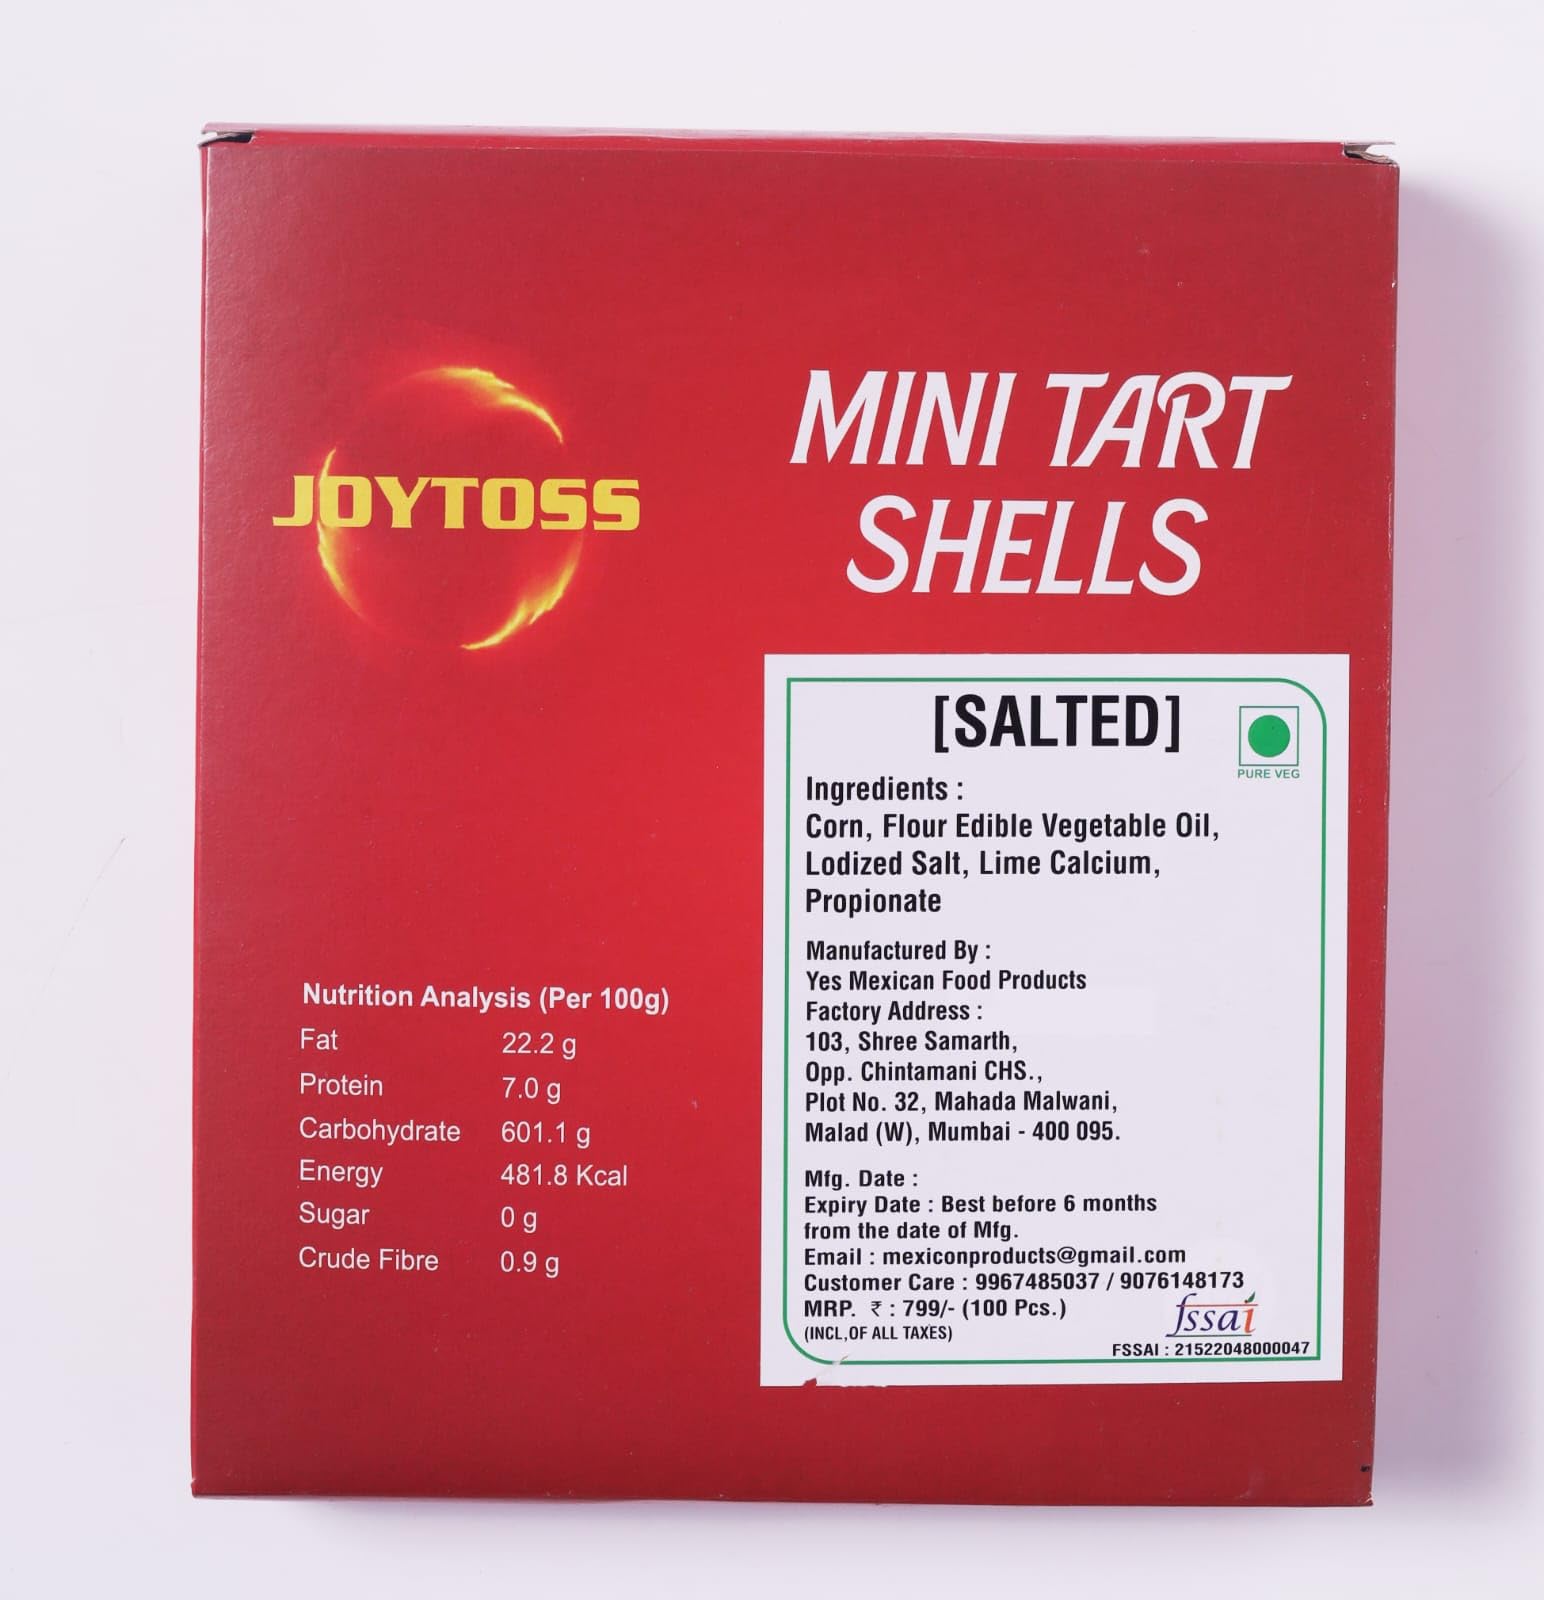 JOYTOSS
MINI TART
SHELLS
[SALTED]
PURE VEG
Ingredients :
Corn, Flour Edible Vegetable Oil,
Lodized Salt, Lime Calcium,
Propionate
Manufactured By :
Yes Mexican Food Products
Factory Address :
103, Shree Samarth,
Opp. Chintamani CHS.,
Plot No. 32, Mahada Malwani,
Malad (W), Mumbai - 400 095.
Mfg. Date :
Expiry Date : Best before 6 months
from the date of Mfg.
Email : mexiconproducts@gmail.com
Customer Care : 9967485037 / 9076148173
MRP. ₹ : 799/- (100 Pcs.)
(INCL,OF ALL TAXES)
fssai
FSSAI : 21522048000047
Nutrition Analysis (Per 100g)
Fat 22.2 g
Protein 7.0 g
Carbohydrate 601.1 g
Energy 481.8 Kcal
Sugar 0 g
Crude Fibre 0.9 g